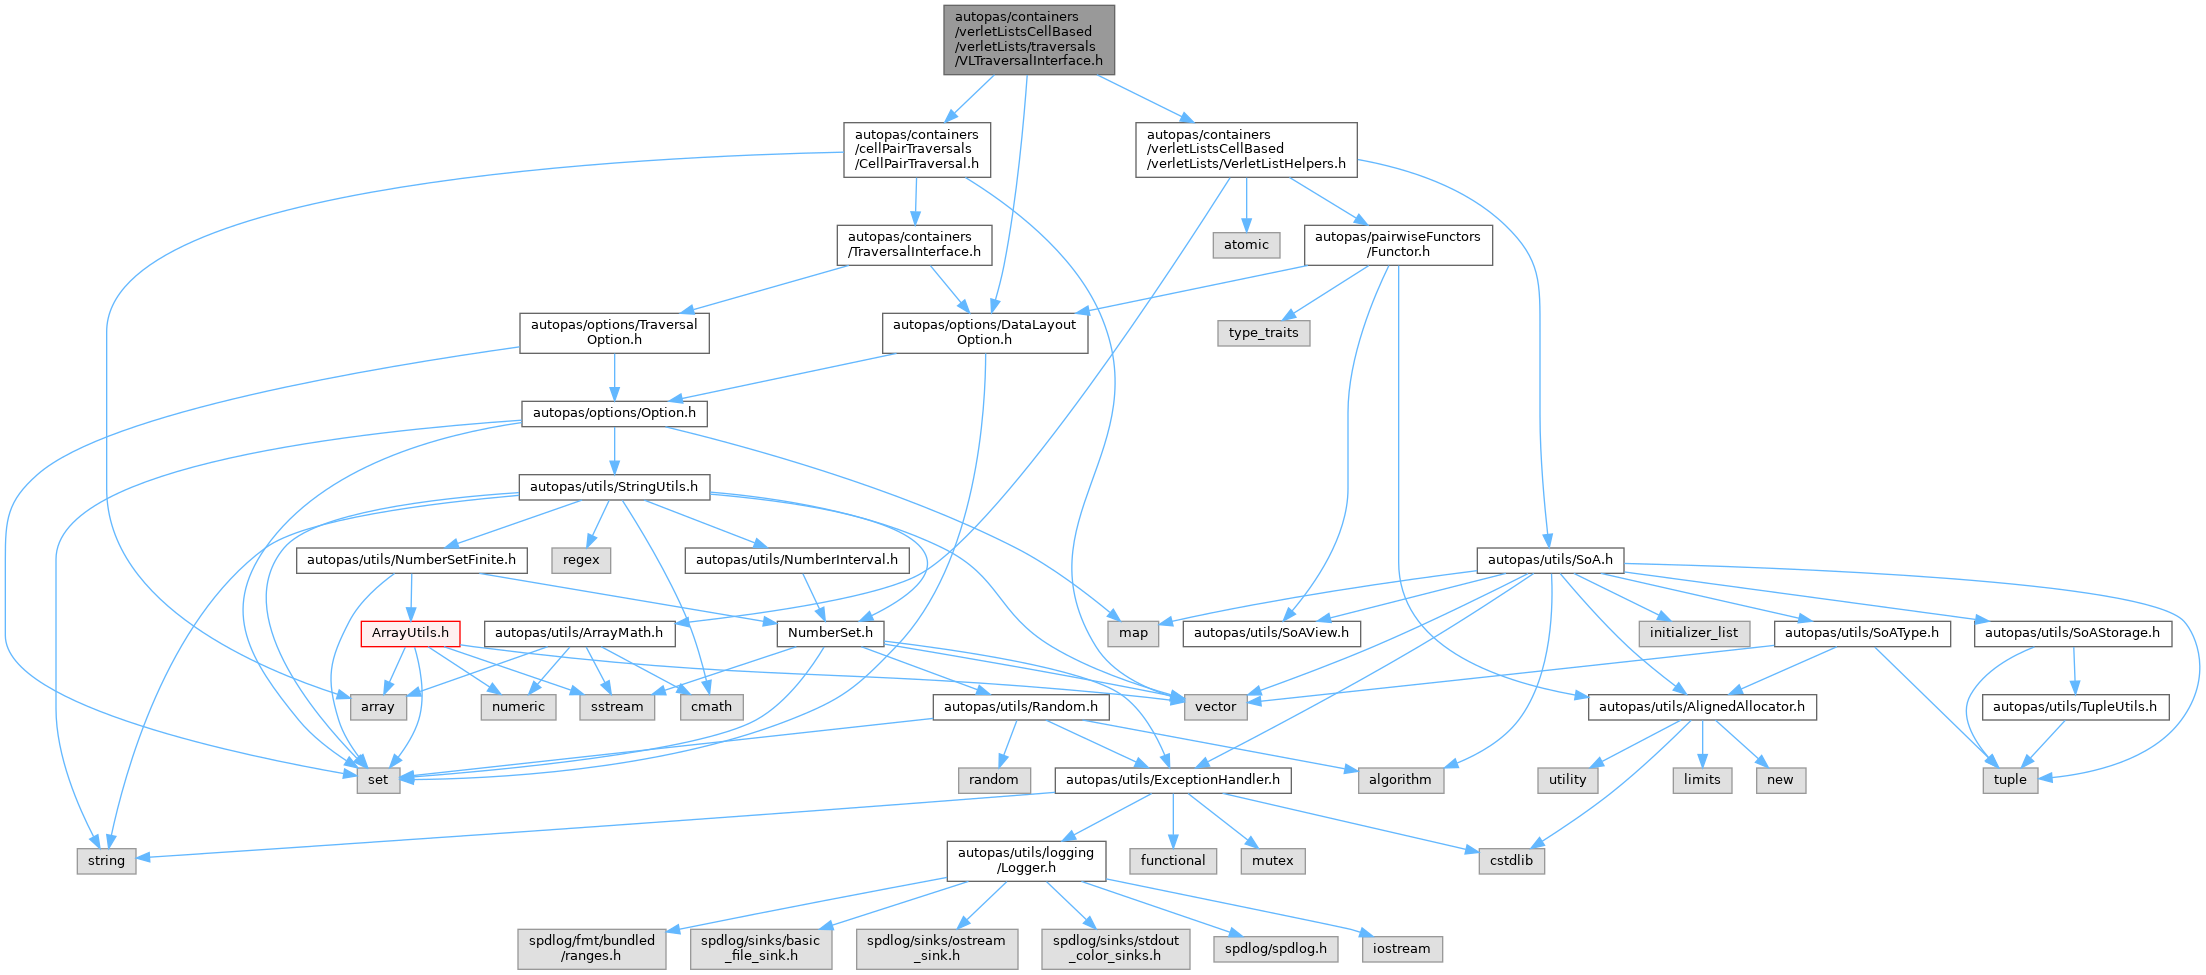 autopas/containers
/verletListsCellBased
/verletLists/traversals
/VLTraversalInterface.h
autopas/containers
/cellPairTraversals
/CellPairTraversal.h
autopas/containers
/verletListsCellBased
/verletLists/VerletListHelpers.h
autopas/containers
/TraversalInterface.h
atomic
autopas/pairwiseFunctors
/Functor.h
autopas/options/Traversal
Option.h
autopas/options/DataLayout
Option.h
type_traits
autopas/options/Option.h
autopas/utils/StringUtils.h
autopas/utils/NumberSetFinite.h
regex
autopas/utils/NumberInterval.h
autopas/utils/SoA.h
ArrayUtils.h
autopas/utils/ArrayMath.h
NumberSet.h
map
autopas/utils/SoAView.h
initializer_list
autopas/utils/SoAType.h
autopas/utils/SoAStorage.h
array
numeric
sstream
cmath
autopas/utils/Random.h
vector
autopas/utils/AlignedAllocator.h
autopas/utils/TupleUtils.h
set
random
autopas/utils/ExceptionHandler.h
algorithm
utility
limits
new
tuple
string
autopas/utils/logging
/Logger.h
functional
mutex
cstdlib
spdlog/fmt/bundled
/ranges.h
spdlog/sinks/basic
_file_sink.h
spdlog/sinks/ostream
_sink.h
spdlog/sinks/stdout
_color_sinks.h
spdlog/spdlog.h
iostream